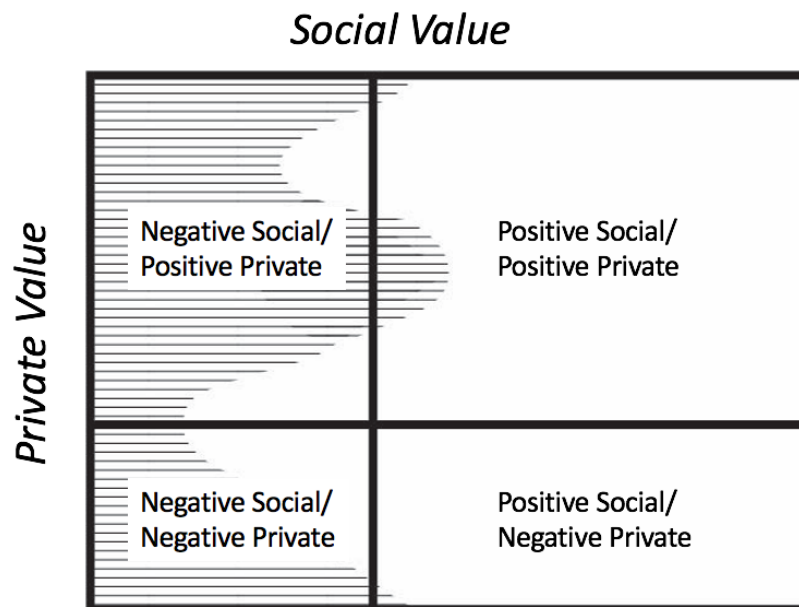 Social Value
Private Value
Negative Social/
Positive Private
Positive Social/
Positive Private
Negative Social/
Negative Private
Positive Social/
Negative Private